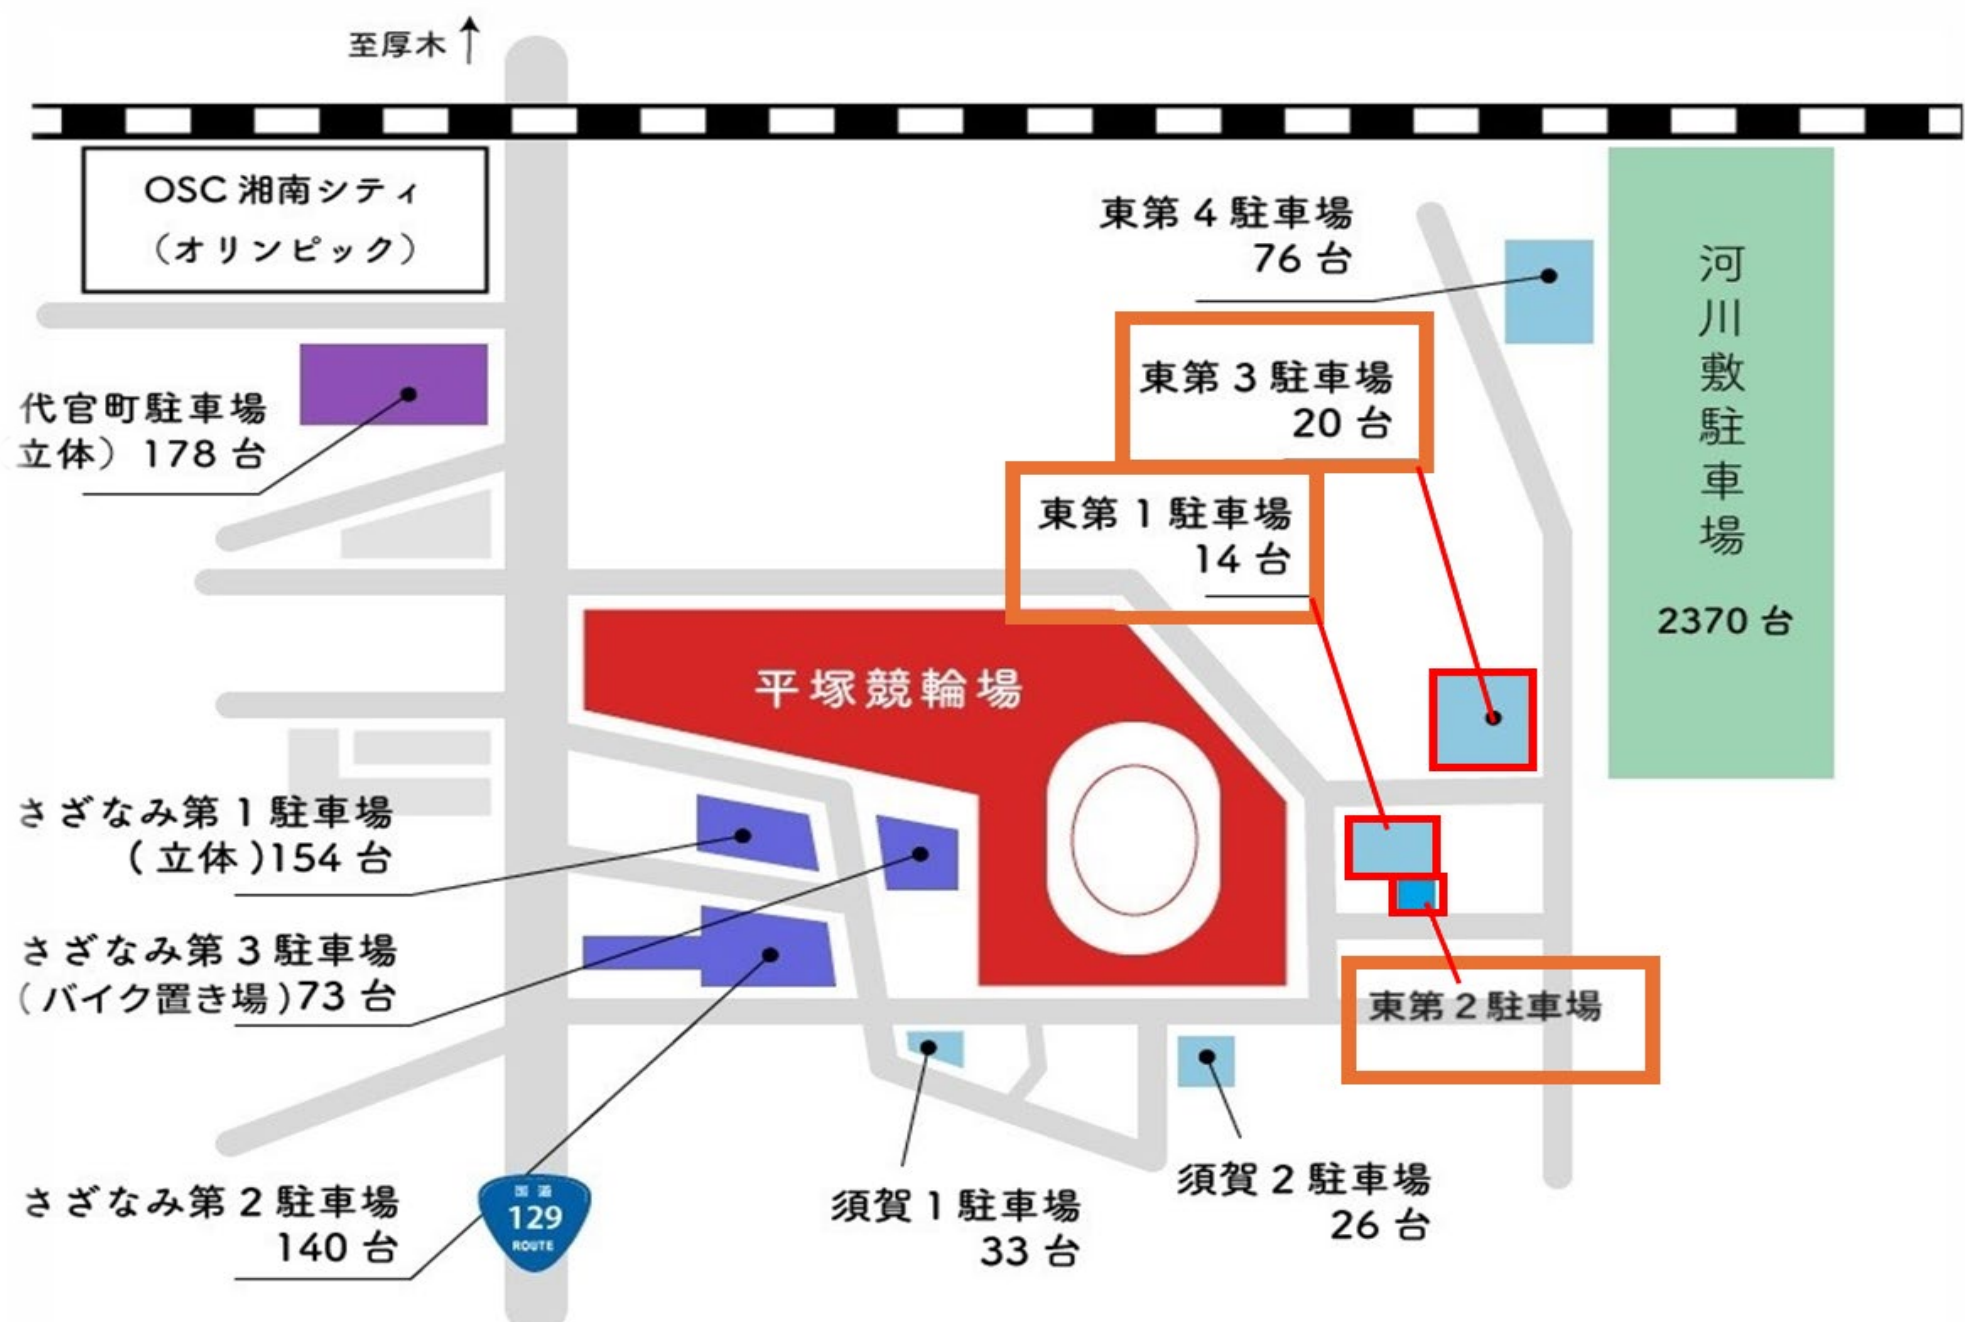 至厚木
OSC 湘南シティ
（オリンピック）
東第 4 駐車場
76 台
河川敷駐車場
2370 台
東第 3 駐車場
20 台
代官町駐車場
（立体） 178 台
東第 1 駐車場
14 台
平塚競輪場
さざなみ第 1 駐車場
( 立体 )154 台
さざなみ第 3 駐車場
( バイク置き場 )73 台
東第 2 駐車場
さざなみ第 2 駐車場
140 台
国道
129
ROUTE
須賀 1 駐車場
33 台
須賀 2 駐車場
26 台